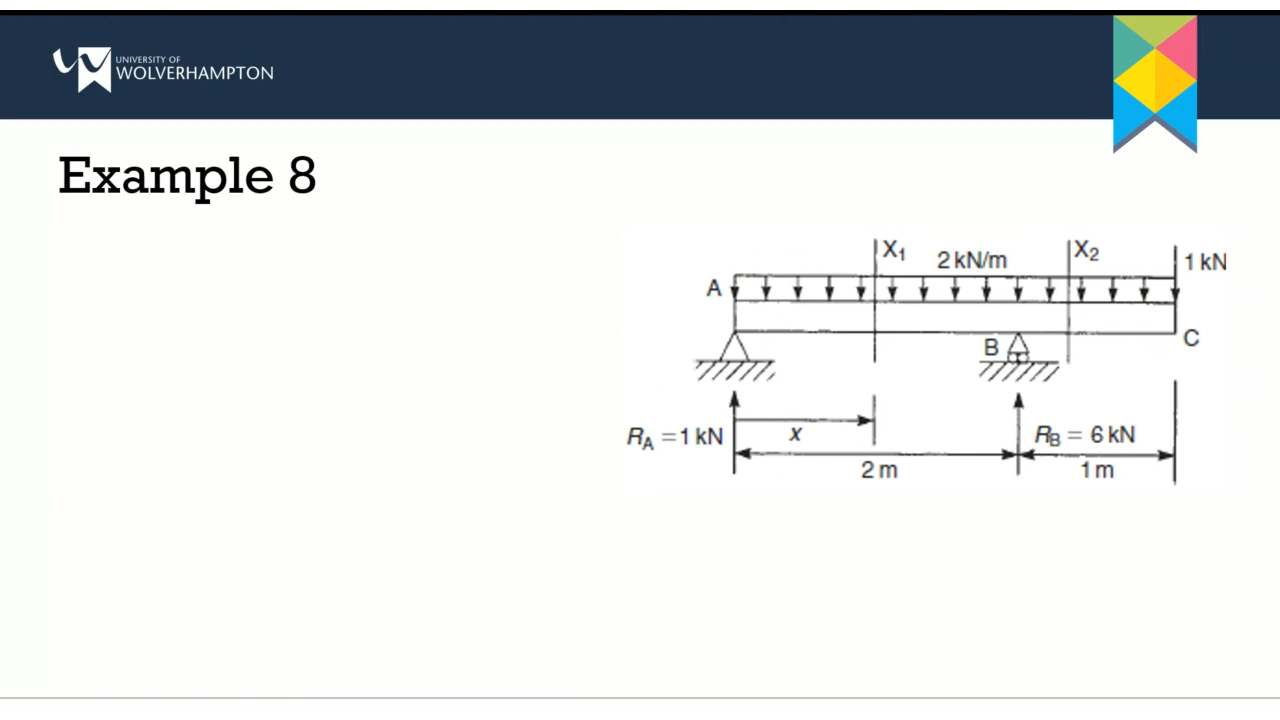 UNIVERSITY OF
WOLVERHAMPTON
Example 8
X1
2 kN/m
X2
1 kN
A
B
C
RA =1 kN
x
RB = 6 kN
2 m
1 m